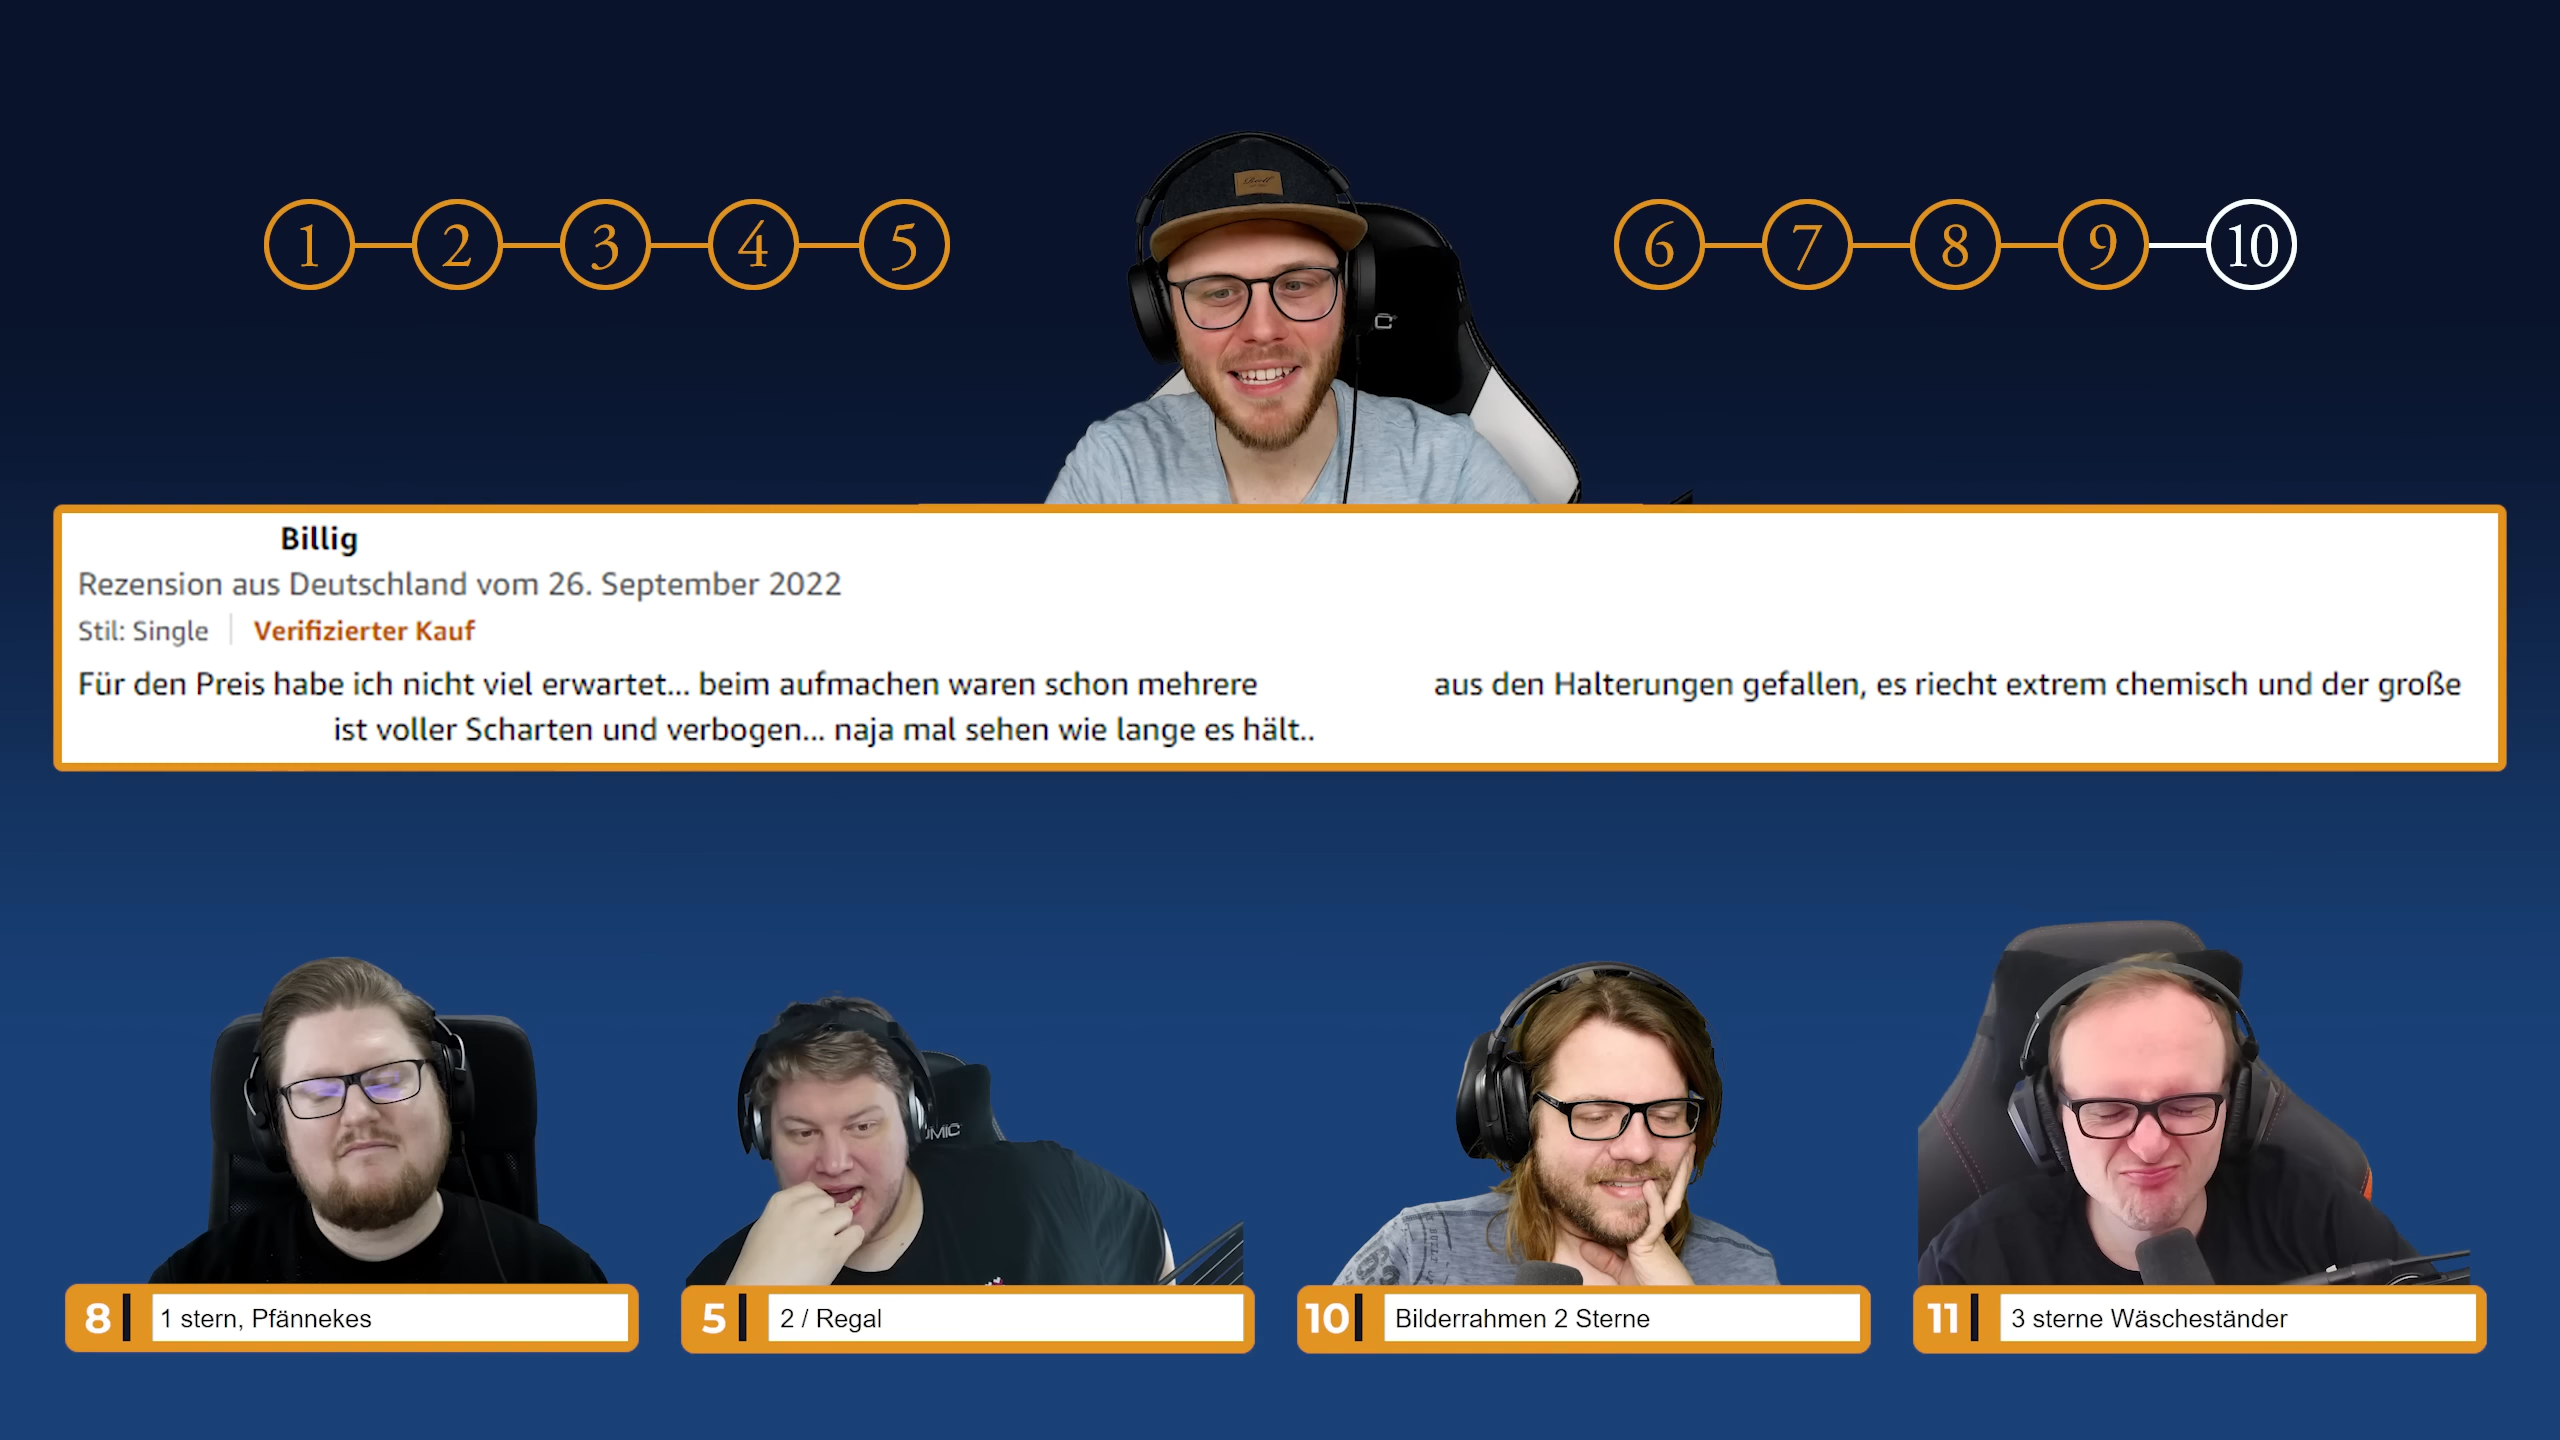 1 2 3 4 5
6 7 8 9 10
Billig
Rezension aus Deutschland vom 26. September 2022
Stil: Single | Verifizierter Kauf
Für den Preis habe ich nicht viel erwartet... beim aufmachen waren schon mehrere aus den Halterungen gefallen, es riecht extrem chemisch und der große
ist voller Scharten und verbogen... naja mal sehen wie lange es hält..
8 | 1 stern, Pfännekes
5 | 2 / Regal
10 | Bilderrahmen 2 Sterne
11 | 3 sterne Wäscheständer